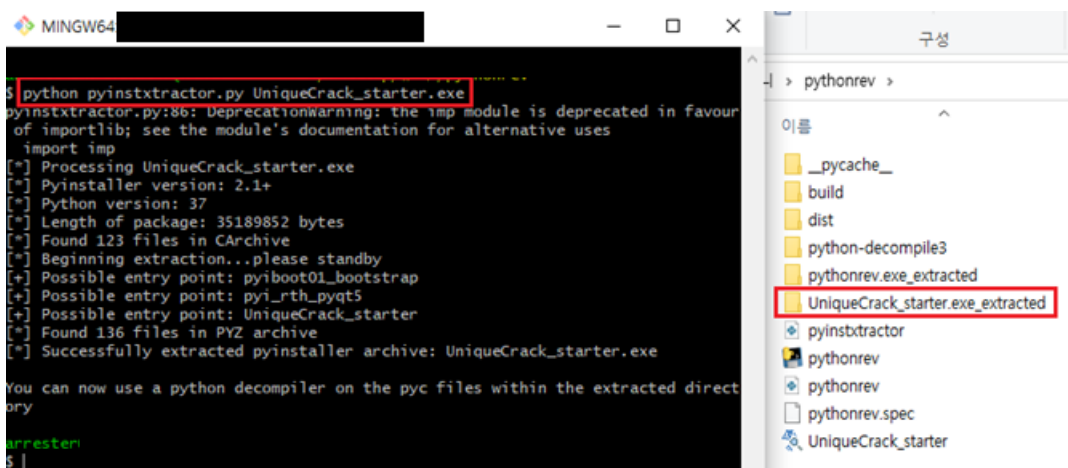 MINGW64
$ python pyinstxtractor.py UniqueCrack_starter.exe
pyinstxtractor.py:86: DeprecationWarning: the imp module is deprecated in favour
of importlib; see the module's documentation for alternative uses
import imp
[*] Processing UniqueCrack_starter.exe
[*] Pyinstaller version: 2.1+
[*] Python version: 37
[*] Length of package: 35189852 bytes
[*] Found 123 files in CArchive
[*] Beginning extraction...please standby
[+] Possible entry point: pyiboot01_bootstrap
[+] Possible entry point: pyi_rth_pyqt5
[+] Possible entry point: UniqueCrack_starter
[*] Found 136 files in PYZ archive
[*] Successfully extracted pyinstaller archive: UniqueCrack_starter.exe
You can now use a python decompiler on the pyc files within the extracted direct
ory
arrester
$
구성
pythonrev
이름
__pycache__
build
dist
python-decompile3
pythonrev.exe_extracted
UniqueCrack_starter.exe_extracted
pyinstxtractor
pythonrev
pythonrev
pythonrev.spec
UniqueCrack_starter